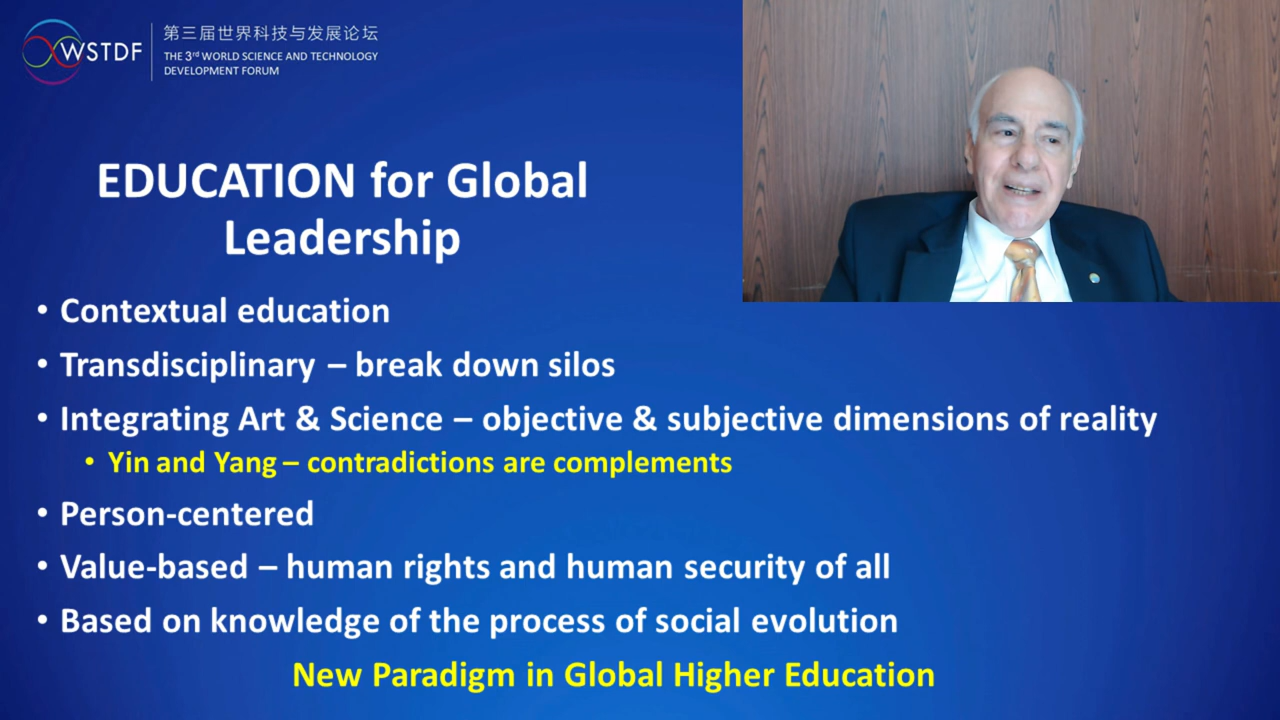 WSTDF
第三届世界科技与发展论坛
THE 3rd WORLD SCIENCE AND TECHNOLOGY
DEVELOPMENT FORUM
EDUCATION for Global
Leadership
• Contextual education
• Transdisciplinary – break down silos
• Integrating Art & Science – objective & subjective dimensions of reality
• Yin and Yang – contradictions are complements
• Person-centered
• Value-based – human rights and human security of all
• Based on knowledge of the process of social evolution
New Paradigm in Global Higher Education